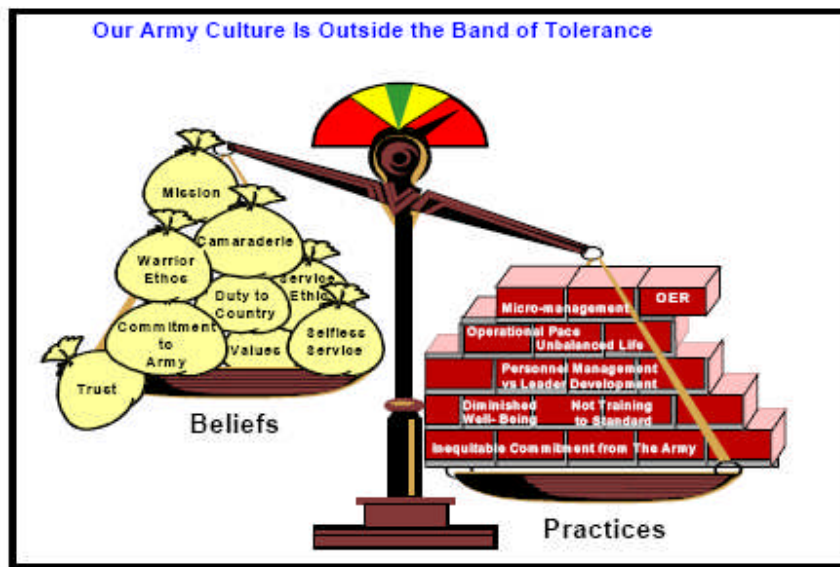 Our Army Culture Is Outside the Band of Tolerance
Mission
Camaraderie
Warrior
Ethos
Service
Ethic
Duty to
Country
Commitment
to
Army
Values
Selfless
Service
Trust
Beliefs
OER
Micro-management
Operational Pace
Unbalanced Life
Personnel Management
vs Leader Development
Diminished
Well- Being
Not Training
to Standard
Inequitable Commitment from The Army
Practices